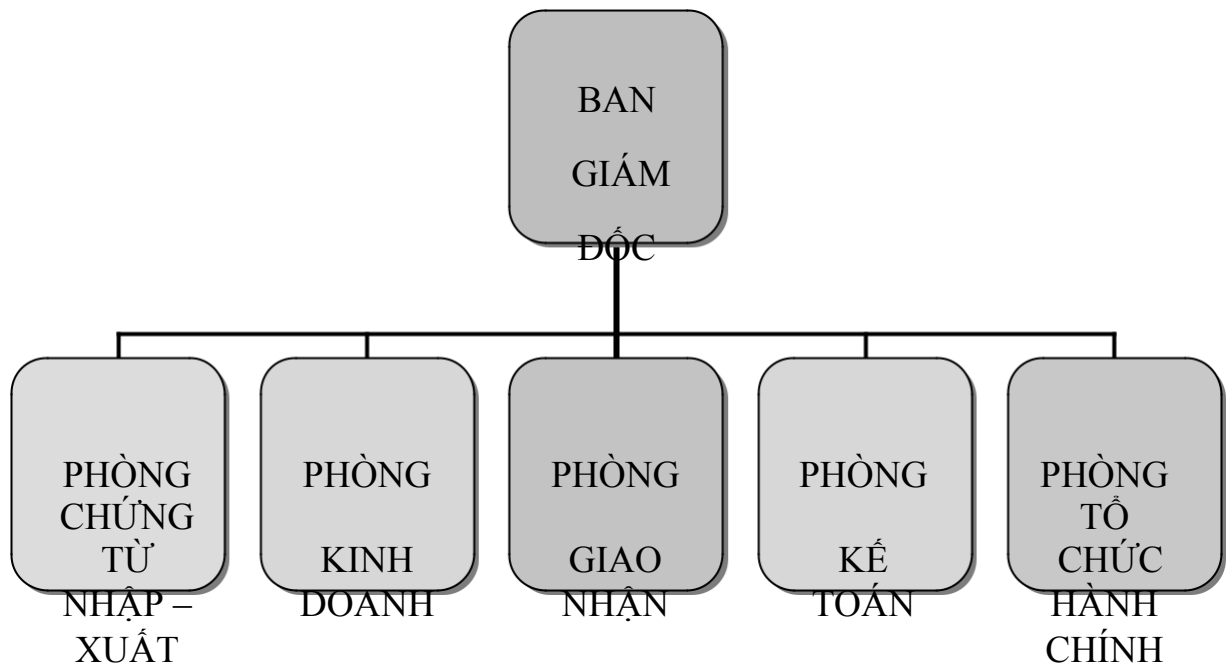 BAN
GIÁM
ĐỐC
PHÒNG
CHỨNG
TỪ
NHẬP –
XUẤT
PHÒNG
KINH
DOANH
PHÒNG
GIAO
NHẬN
PHÒNG
KẾ
TOÁN
PHÒNG
TỔ
CHỨC
HÀNH
CHÍNH